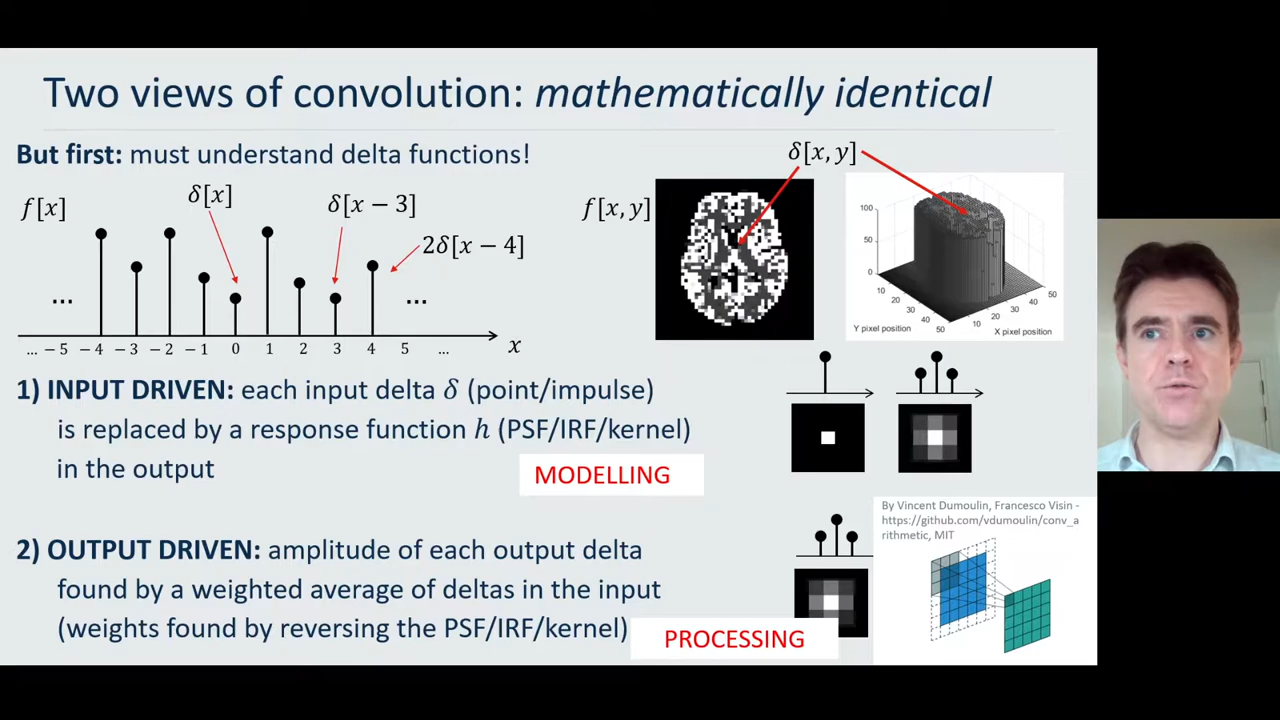 Two views of convolution: mathematically identical
But first: must understand delta functions!
f[x]
δ[x]
δ[x − 3]
2δ[x − 4]
...
...
... −5 −4 −3 −2 −1 0 1 2 3 4 5 ...
x
δ[x, y]
f[x, y]
100
50
0
10
20
30
40
50
Y pixel position
10
20
30
40
50
X pixel position
1) INPUT DRIVEN: each input delta δ (point/impulse)
is replaced by a response function h (PSF/IRF/kernel)
in the output
MODELLING
2) OUTPUT DRIVEN: amplitude of each output delta
found by a weighted average of deltas in the input
(weights found by reversing the PSF/IRF/kernel)
PROCESSING
By Vincent Dumoulin, Francesco Visin -
https://github.com/vdumoulin/conv_a
rithmetic, MIT